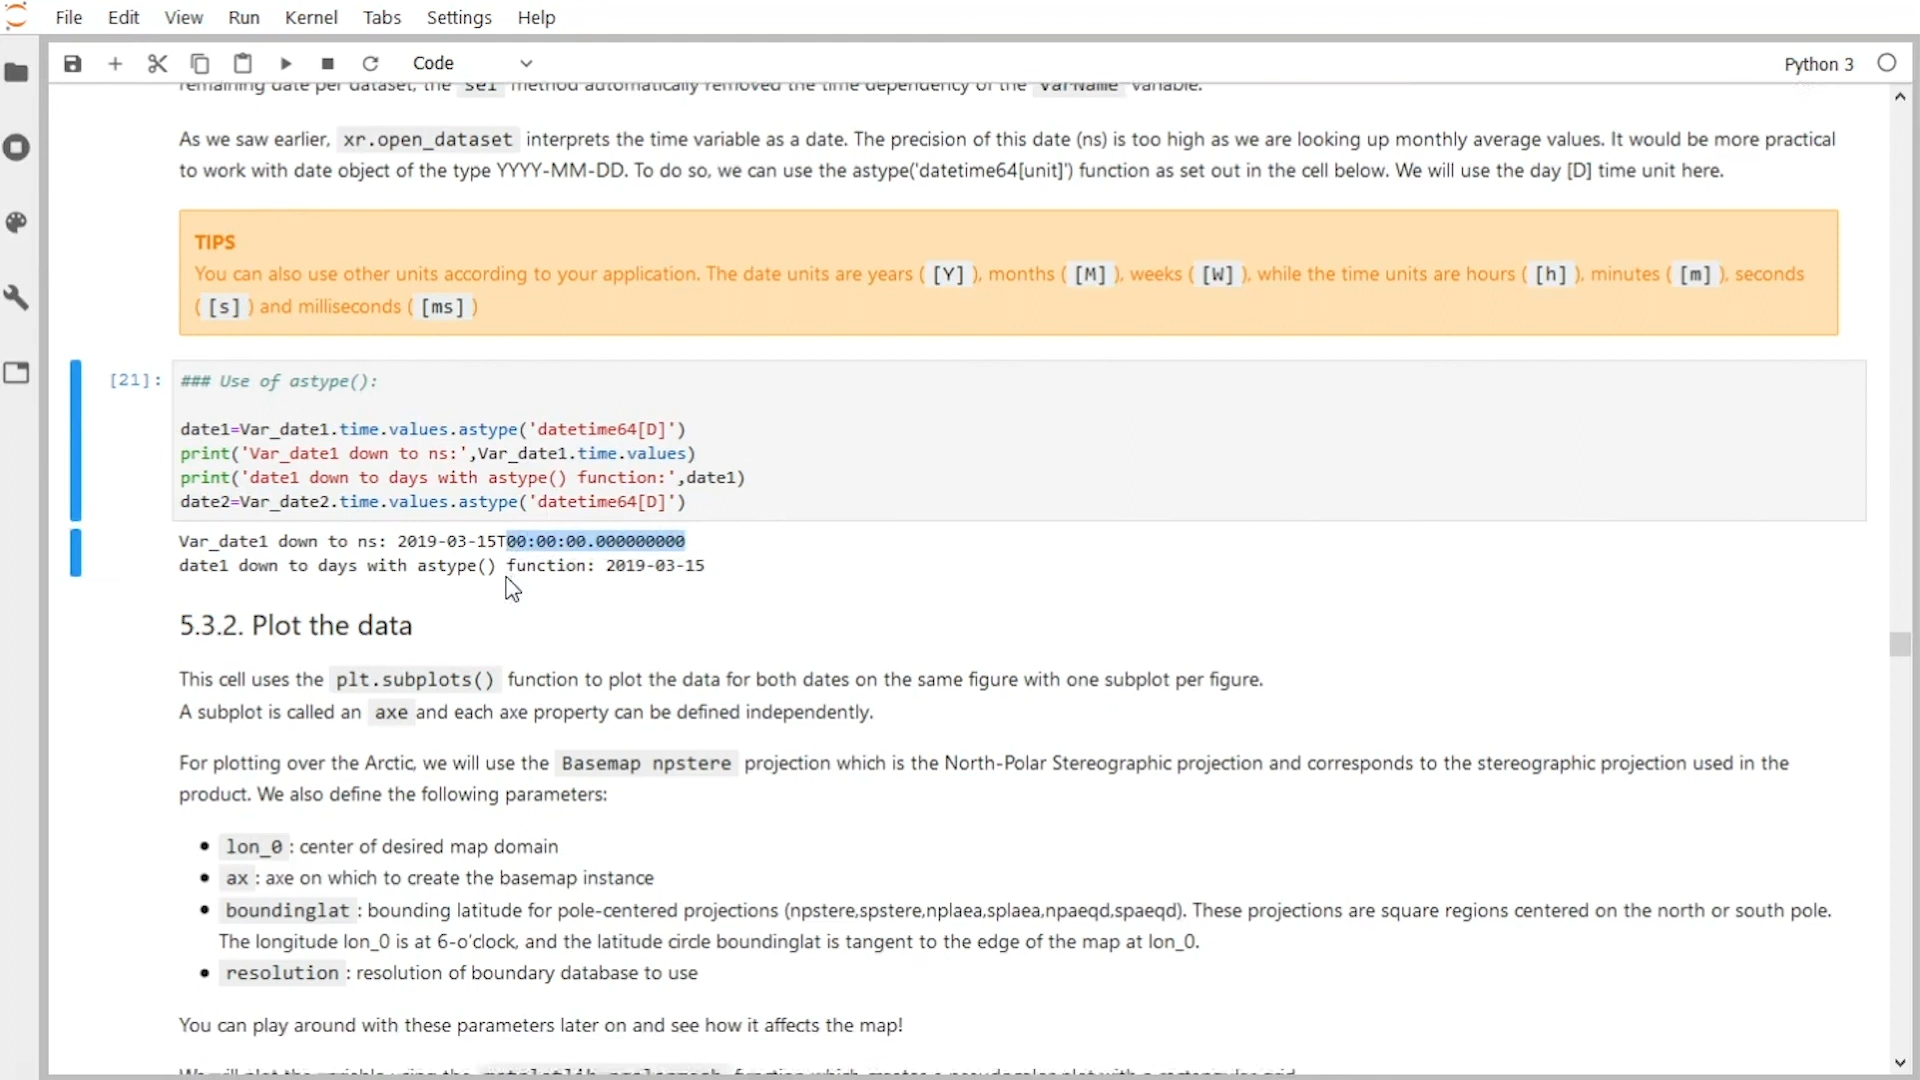 File Edit View Run Kernel Tabs Settings Help
Code
Python 3
remaining date per dataset, the sel method automatically removed the time dependency of the VarName variable.
As we saw earlier, xr.open_dataset interprets the time variable as a date. The precision of this date (ns) is too high as we are looking up monthly average values. It would be more practical
to work with date object of the type YYYY-MM-DD. To do so, we can use the astype('datetime64[unit]') function as set out in the cell below. We will use the day [D] time unit here.
TIPS
You can also use other units according to your application. The date units are years ( [Y] ), months ( [M] ), weeks ( [W] ), while the time units are hours ( [h] ), minutes ( [m] ), seconds
( [s] ) and milliseconds ( [ms] )
[21]: ### Use of astype():
date1=Var_date1.time.values.astype('datetime64[D]')
print('Var_date1 down to ns:',Var_date1.time.values)
print('date1 down to days with astype() function:',date1)
date2=Var_date2.time.values.astype('datetime64[D]')
Var_date1 down to ns: 2019-03-15T00:00:00.000000000
date1 down to days with astype() function: 2019-03-15
5.3.2. Plot the data
This cell uses the plt.subplots() function to plot the data for both dates on the same figure with one subplot per figure.
A subplot is called an axe and each axe property can be defined independently.
For plotting over the Arctic, we will use the Basemap npstere projection which is the North-Polar Stereographic projection and corresponds to the stereographic projection used in the
product. We also define the following parameters:
• lon_0 : center of desired map domain
• ax : axe on which to create the basemap instance
• boundinglat : bounding latitude for pole-centered projections (npstere,spstere,nplaea,splaea,npaeqd,spaeqd). These projections are square regions centered on the north or south pole.
The longitude lon_0 is at 6-o'clock, and the latitude circle boundinglat is tangent to the edge of the map at lon_0.
• resolution : resolution of boundary database to use
You can play around with these parameters later on and see how it affects the map!